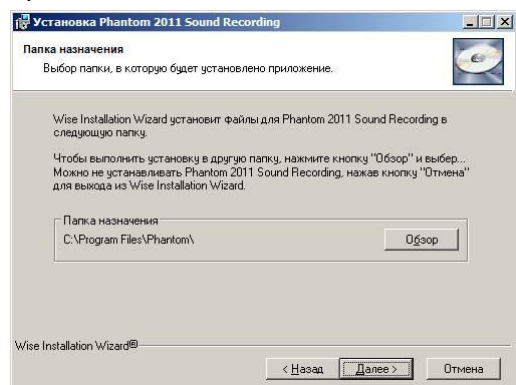 Установка Phantom 2011 Sound Recording
Папка назначения
Выбор папки, в которую будет установлено приложение.
Wise Installation Wizard установит файлы для Phantom 2011 Sound Recording в
следующую папку.
Чтобы выполнить установку в другую папку, нажмите кнопку "Обзор" и выбер...
Можно не устанавливать Phantom 2011 Sound Recording, нажав кнопку "Отмена"
для выхода из Wise Installation Wizard.
Папка назначения
C:\Program Files\Phantom\
Обзор
Wise Installation Wizard®
< Назад
Далее >
Отмена